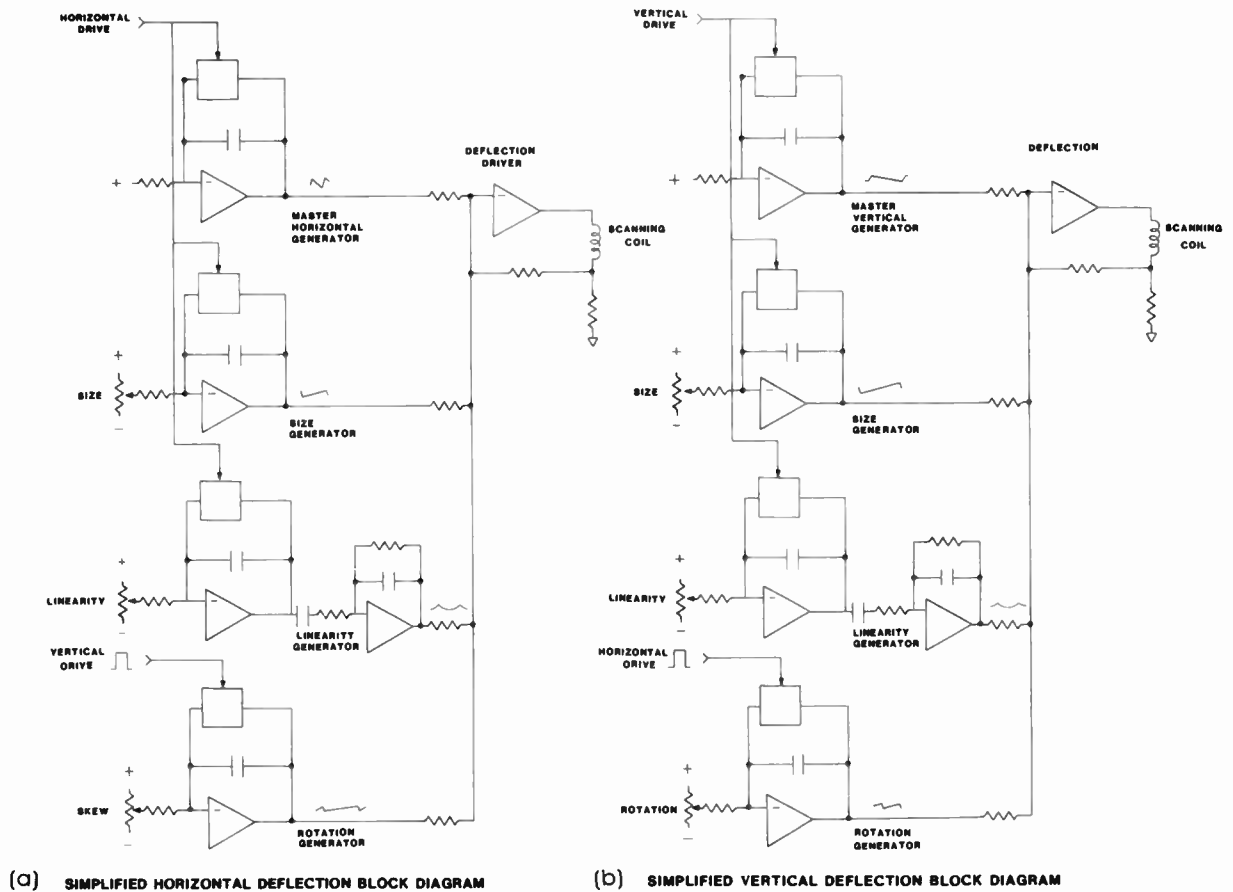 HORIZONTAL
DRIVE
+
−
MASTER
HORIZONTAL
GENERATOR
DEFLECTION
DRIVER
−
SCANNING
COIL
+
SIZE
−
−
SIZE
GENERATOR
+
LINEARITY
−
−
LINEARITY
GENERATOR
VERTICAL
ORIVE
+
SKEW
−
−
ROTATION
GENERATOR
(a) SIMPLIFIED HORIZONTAL DEFLECTION BLOCK DIAGRAM
VERTICAL
DRIVE
+
−
MASTER
VERTICAL
GENERATOR
DEFLECTION
−
SCANNING
COIL
+
SIZE
−
−
SIZE
GENERATOR
+
LINEARITY
−
−
LINEARITY
GENERATOR
HORIZONTAL
ORIVE
+
ROTATION
−
−
ROTATION
GENERATOR
(b) SIMPLIFIED VERTICAL DEFLECTION BLOCK DIAGRAM